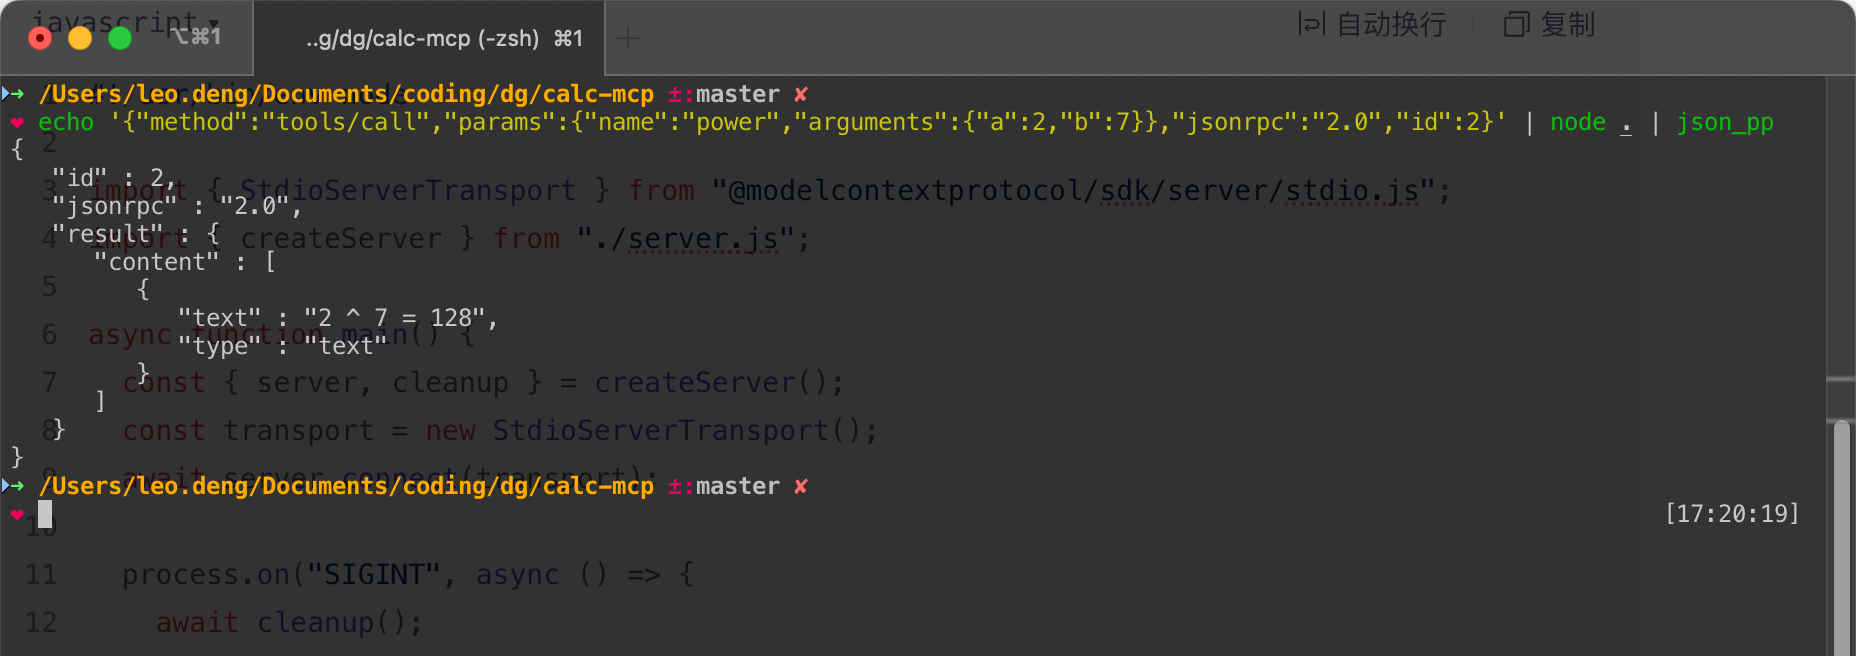 javascript
自动换行 复制
⌥⌘1 ..g/dg/calc-mcp (-zsh) ⌘1 +
→ /Users/leo.deng/Documents/coding/dg/calc-mcp ±:master ✘
❤ echo '{"method":"tools/call","params":{"name":"power","arguments":{"a":2,"b":7}},"jsonrpc":"2.0","id":2}' | node . | json_pp
{
   "id" : 2,
   "jsonrpc" : "2.0",
   "result" : {
      "content" : [
         {
            "text" : "2 ^ 7 = 128",
            "type" : "text"
         }
      ]
   }
}
→ /Users/leo.deng/Documents/coding/dg/calc-mcp ±:master ✘
❤ [17:20:19]
2
3 import { StdioServerTransport } from "@modelcontextprotocol/sdk/server/stdio.js";
4 import { createServer } from "./server.js";
5
6 async function main() {
7 const { server, cleanup } = createServer();
8 const transport = new StdioServerTransport();
9 await server.connect(transport);
10
11 process.on("SIGINT", async () => {
12 await cleanup();